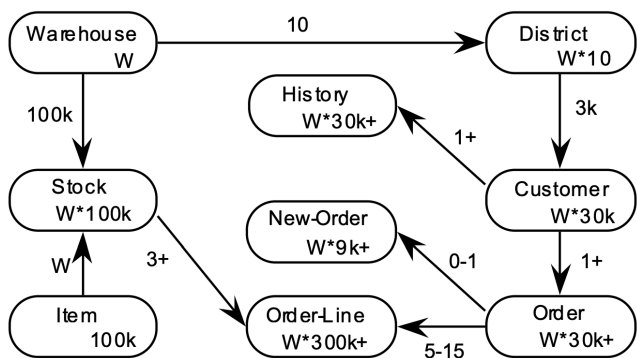 Warehouse
W
10
District
W*10
100k
History
W*30k+
1+
3k
Stock
W*100k
New-Order
W*9k+
Customer
W*30k
W
3+
0-1
1+
Item
100k
Order-Line
W*300k+
5-15
Order
W*30k+